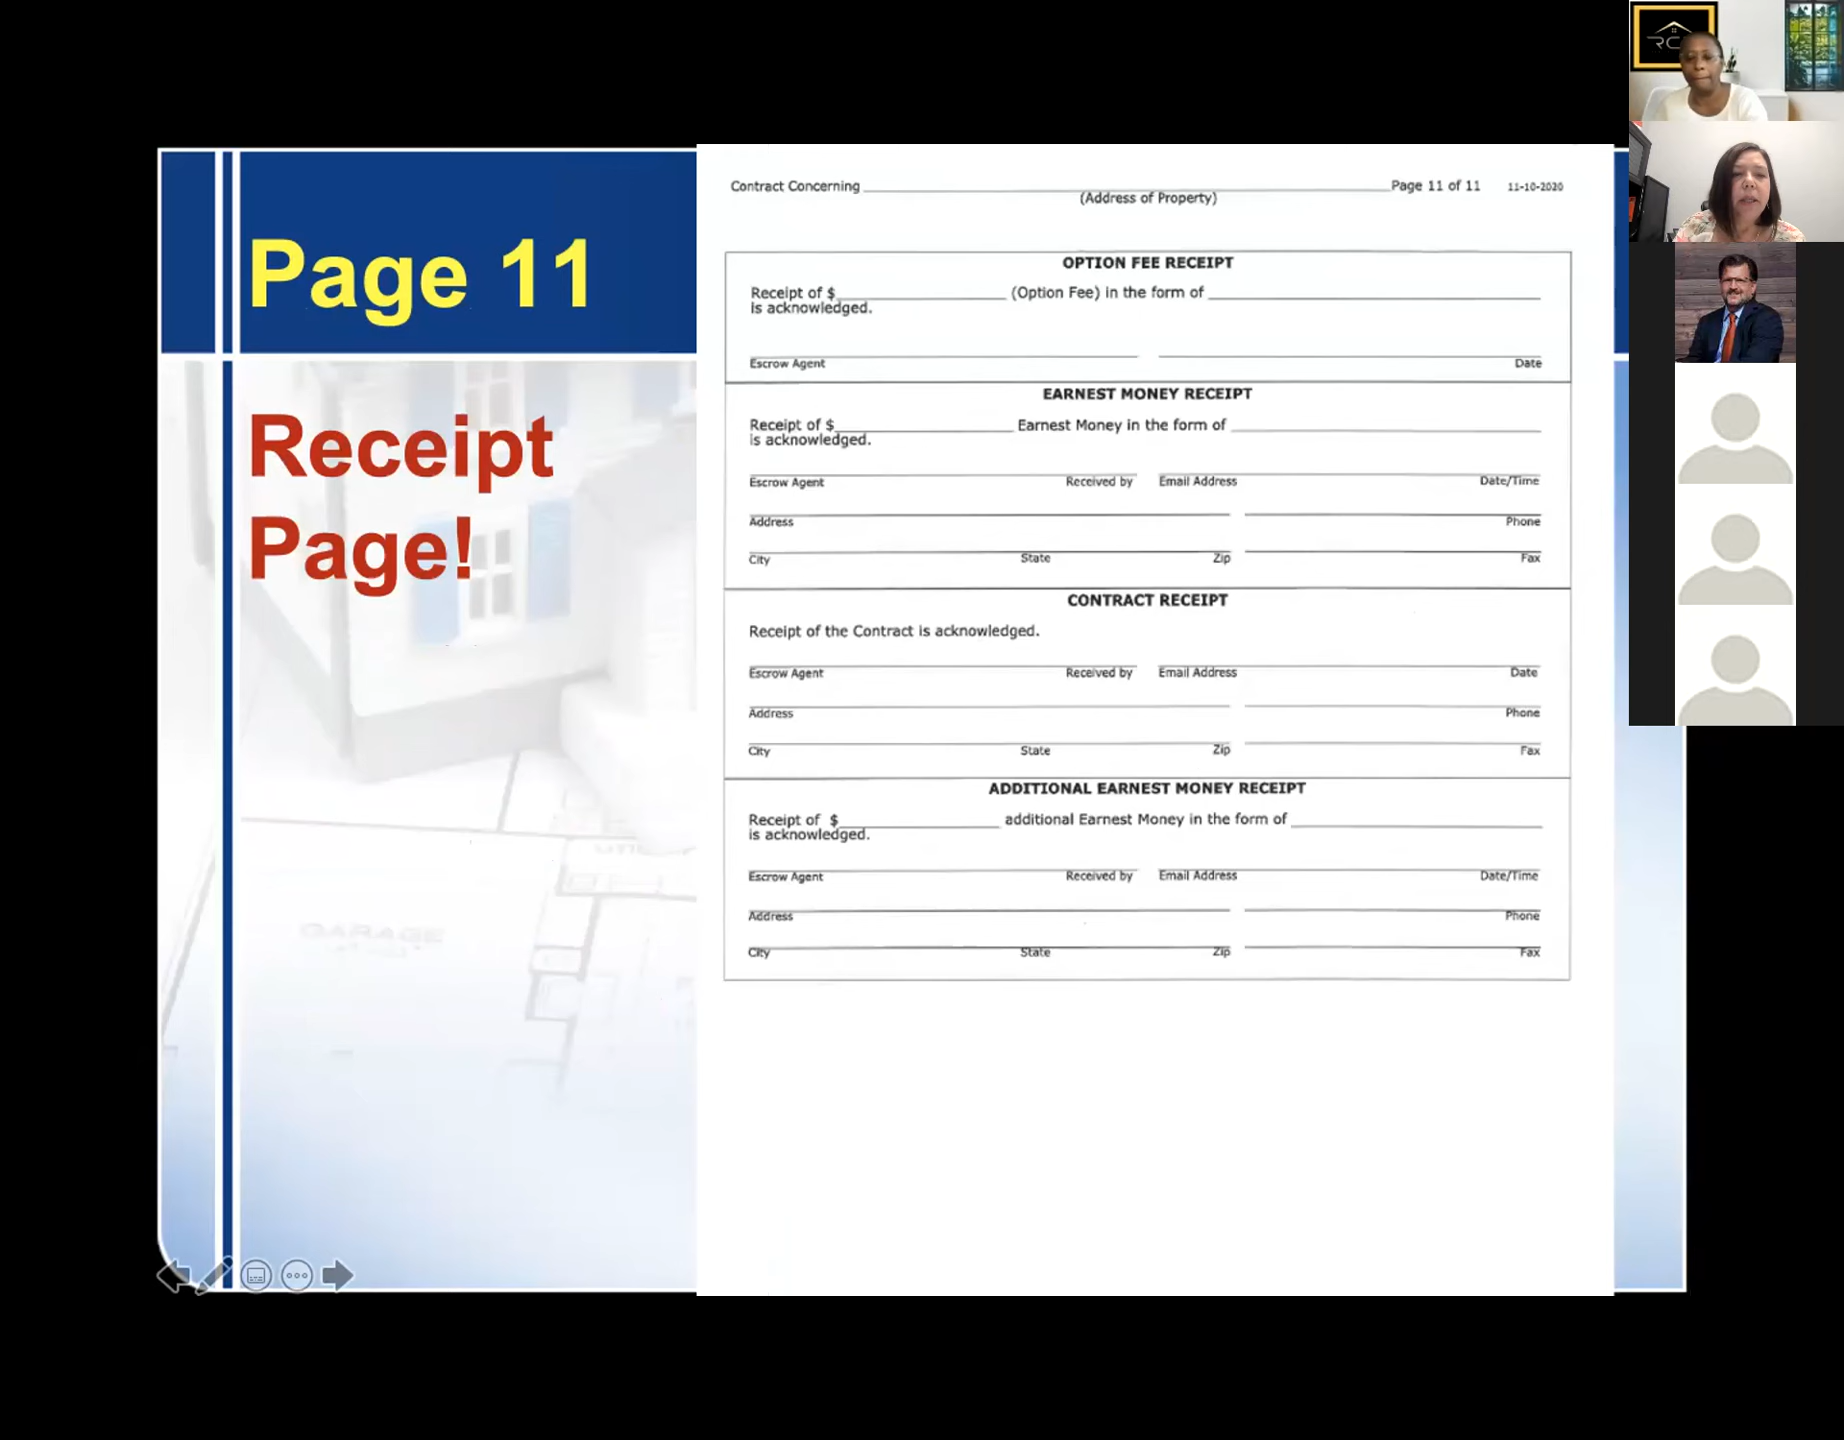 Page 11
Receipt
Page!
Contract Concerning Page 11 of 11 11-10-2020
(Address of Property)
OPTION FEE RECEIPT
Receipt of $ (Option Fee) in the form of
is acknowledged.
Escrow Agent Date
EARNEST MONEY RECEIPT
Receipt of $ Earnest Money in the form of
is acknowledged.
Escrow Agent Received by Email Address Date/Time
Address Phone
City State Zip Fax
CONTRACT RECEIPT
Receipt of the Contract is acknowledged.
Escrow Agent Received by Email Address Date
Address Phone
City State Zip Fax
ADDITIONAL EARNEST MONEY RECEIPT
Receipt of $ additional Earnest Money in the form of
is acknowledged.
Escrow Agent Received by Email Address Date/Time
Address Phone
City State Zip Fax
GARAGE